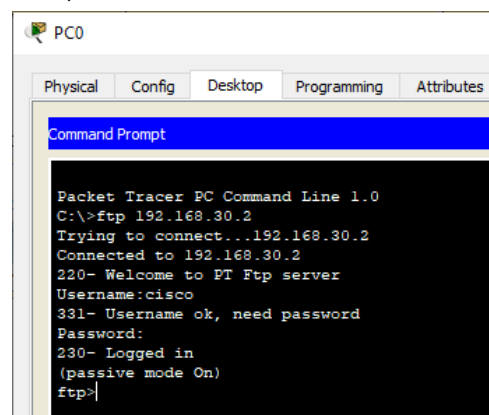 PC0
Physical Config Desktop Programming Attributes
Command Prompt
Packet Tracer PC Command Line 1.0
C:\>ftp 192.168.30.2
Trying to connect...192.168.30.2
Connected to 192.168.30.2
220- Welcome to PT Ftp server
Username:cisco
331- Username ok, need password
Password:
230- Logged in
(passive mode On)
ftp>